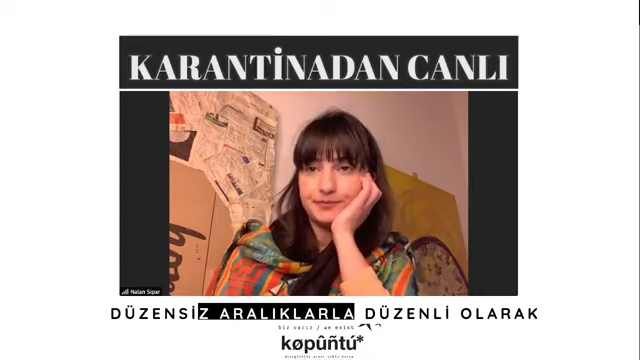 KARANTİNADAN CANLI
Nalan Sipar
DÜZENSİZ ARALIKLARLA DÜZENLİ OLARAK
biz varız / we exist
køpûñtú*